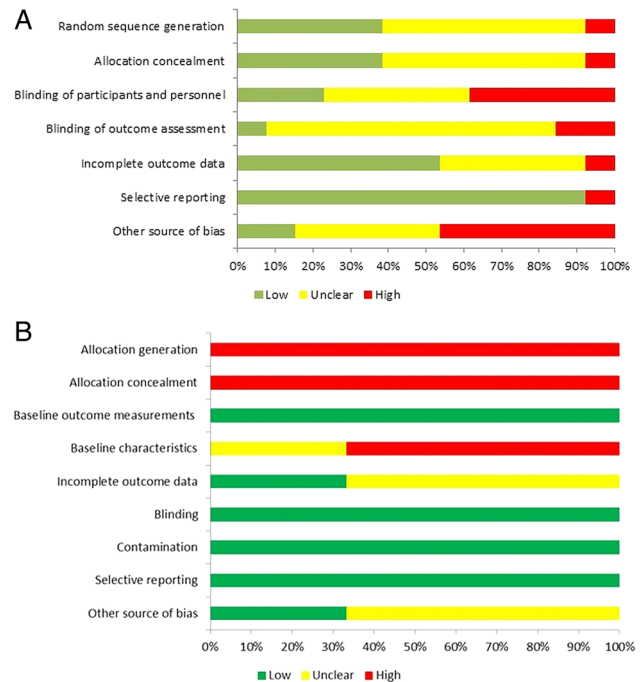 A
Random sequence generation
Allocation concealment
Blinding of participants and personnel
Blinding of outcome assessment
Incomplete outcome data
Selective reporting
Other source of bias
0% 10% 20% 30% 40% 50% 60% 70% 80% 90% 100%
Low Unclear High
B
Allocation generation
Allocation concealment
Baseline outcome measurements
Baseline characteristics
Incomplete outcome data
Blinding
Contamination
Selective reporting
Other source of bias
0% 10% 20% 30% 40% 50% 60% 70% 80% 90% 100%
Low Unclear High